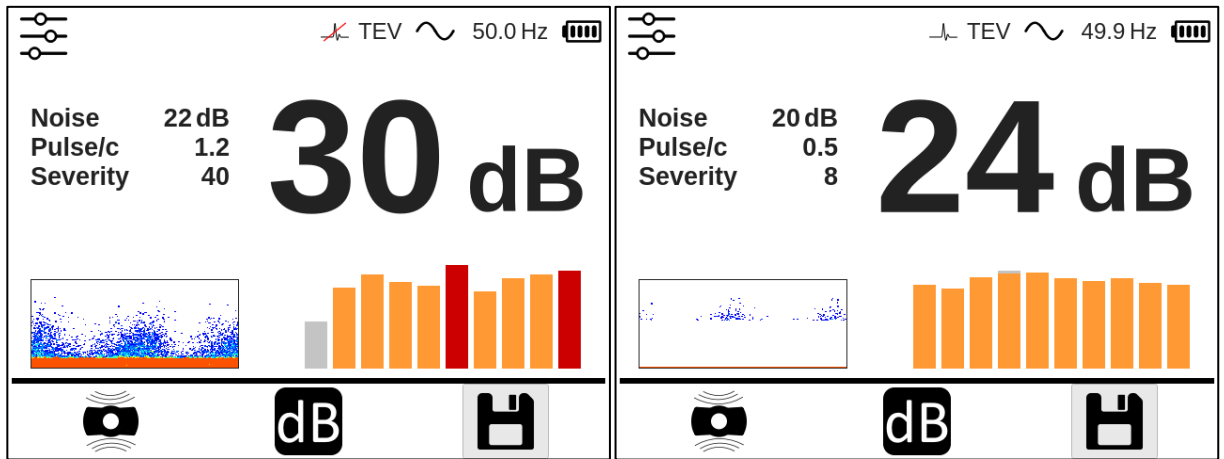 TEV 50.0 Hz
Noise 22 dB
Pulse/c 1.2
Severity 40
30 dB
dB
TEV 49.9 Hz
Noise 20 dB
Pulse/c 0.5
Severity 8
24 dB
dB